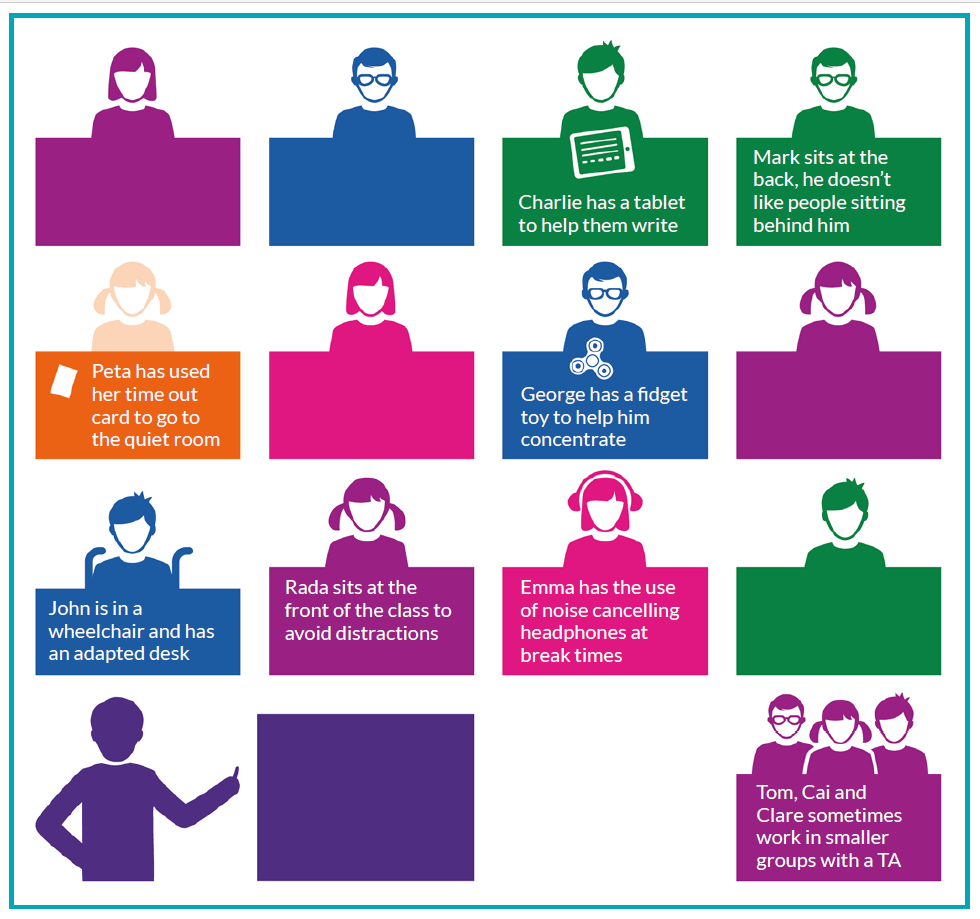 Charlie has a tablet
to help them write
Mark sits at the
back, he doesn’t
like people sitting
behind him
Peta has used
her time out
card to go to
the quiet room
George has a fidget
toy to help him
concentrate
John is in a
wheelchair and has
an adapted desk
Rada sits at the
front of the class to
avoid distractions
Emma has the use
of noise cancelling
headphones at
break times
Tom, Cai and
Clare sometimes
work in smaller
groups with a TA